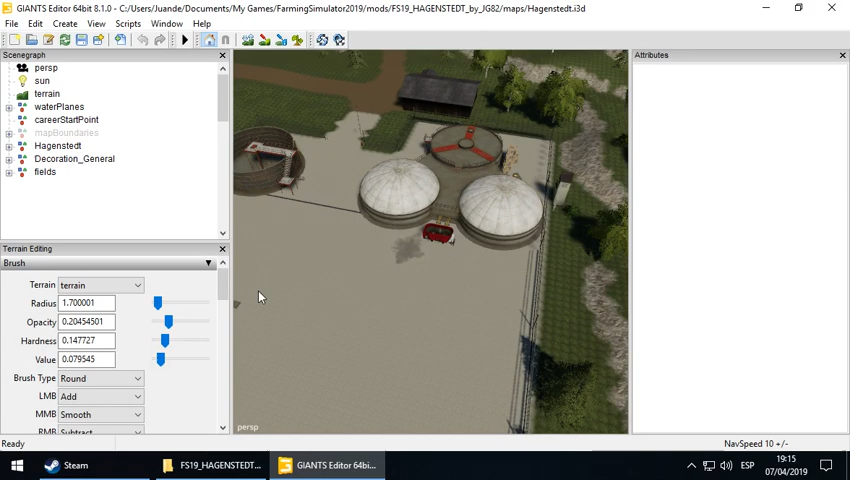 GIANTS Editor 64bit 8.1.0 - C:/Users/Juande/Documents/My Games/FarmingSimulator2019/mods/FS19_HAGENSTEDT_by_JG82/maps/Hagenstedt.i3d
File Edit Create View Scripts Window Help
Scenegraph
Attributes
persp
sun
terrain
waterPlanes
careerStartPoint
mapBoundaries
Hagenstedt
Decoration_General
fields
Terrain Editing
Brush
Terrain terrain
Radius 1.700001
Opacity 0.20454501
Hardness 0.147727
Value 0.079545
Brush Type Round
LMB Add
MMB Smooth
RMB Subtract
persp
Ready
NavSpeed 10 +/-
Steam
FS19_HAGENSTEDT...
GIANTS Editor 64bi...
ESP
19:15
07/04/2019